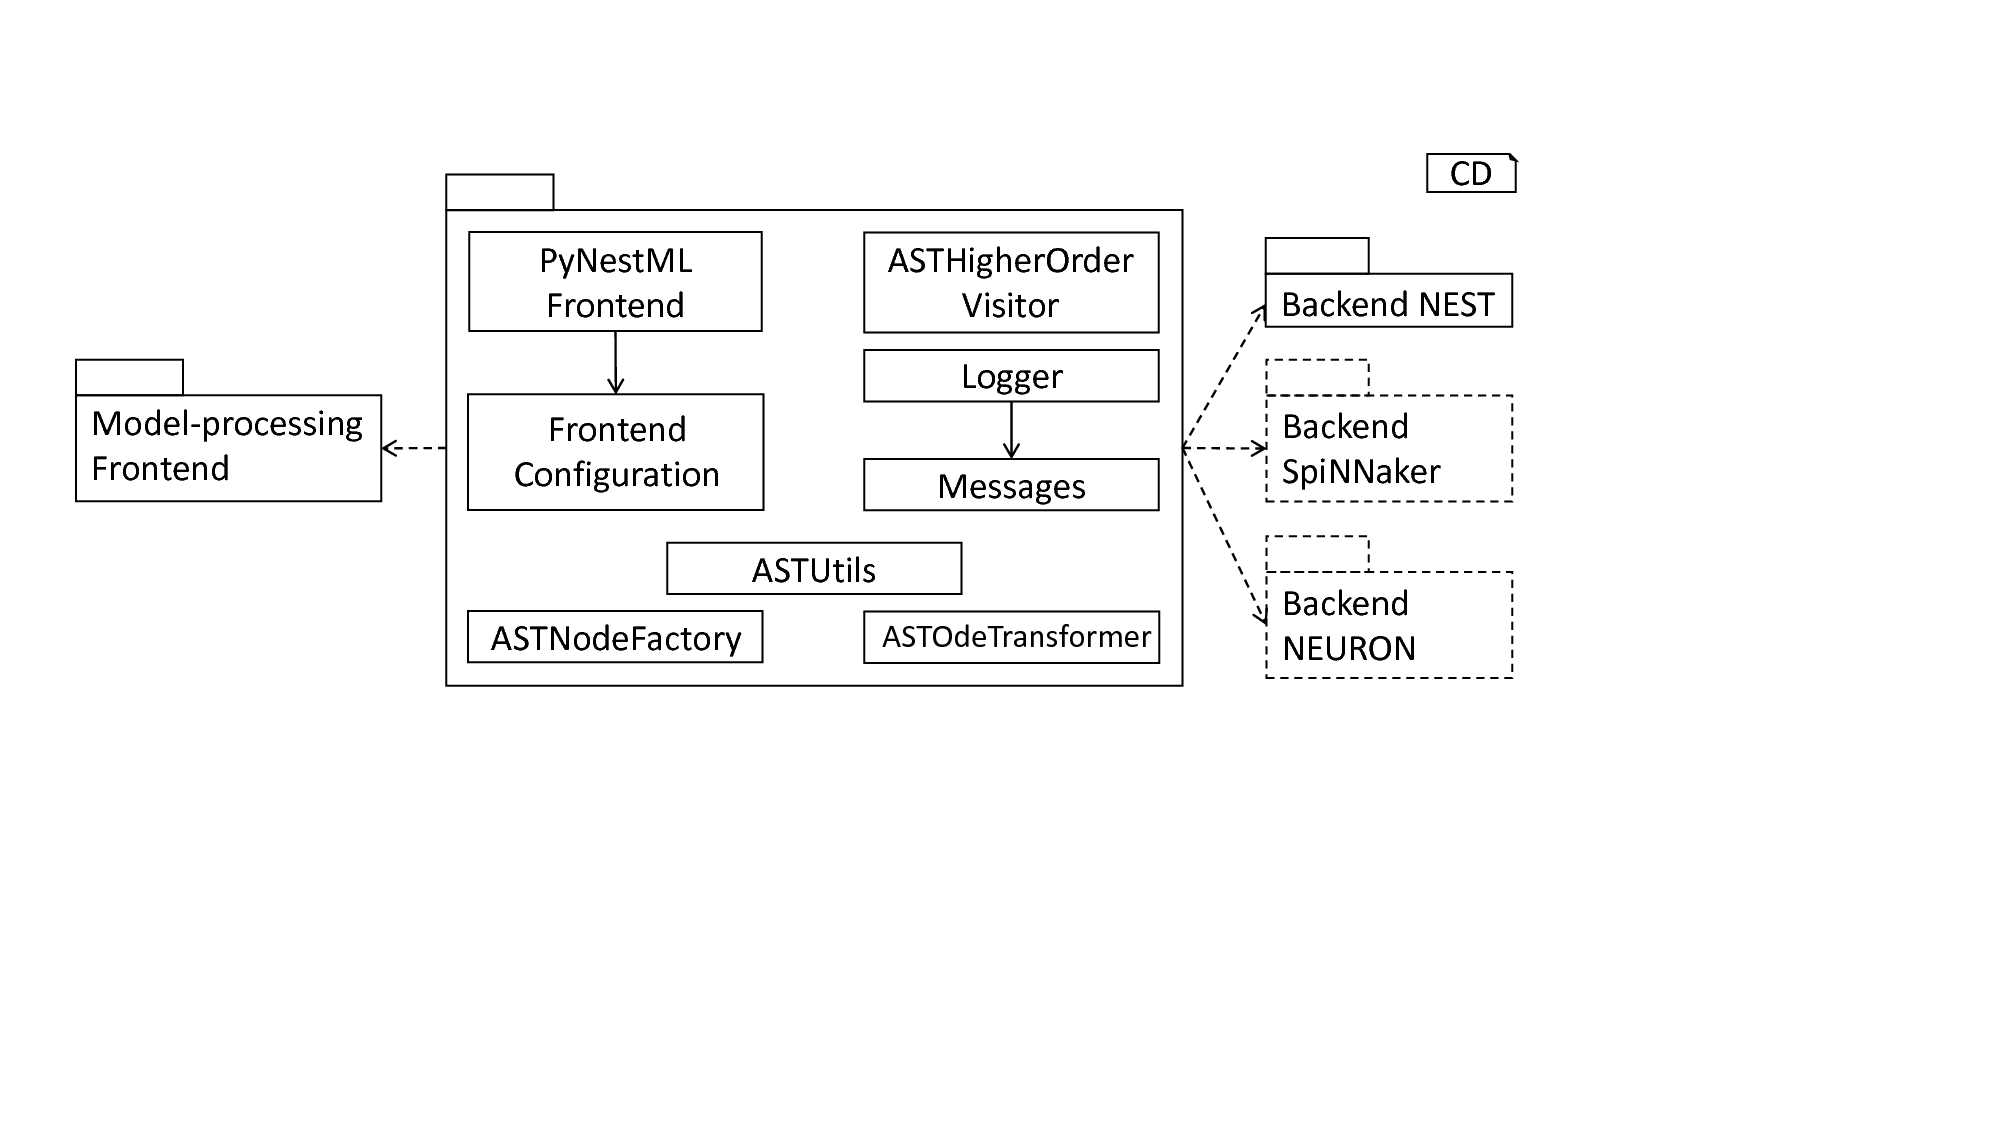 CD
PyNestML
Frontend
ASTHigherOrder
Visitor
Backend NEST
Logger
Model-processing
Frontend
Frontend
Configuration
Messages
Backend
SpiNNaker
ASTUtils
ASTNodeFactory
ASTOdeTransformer
Backend
NEURON